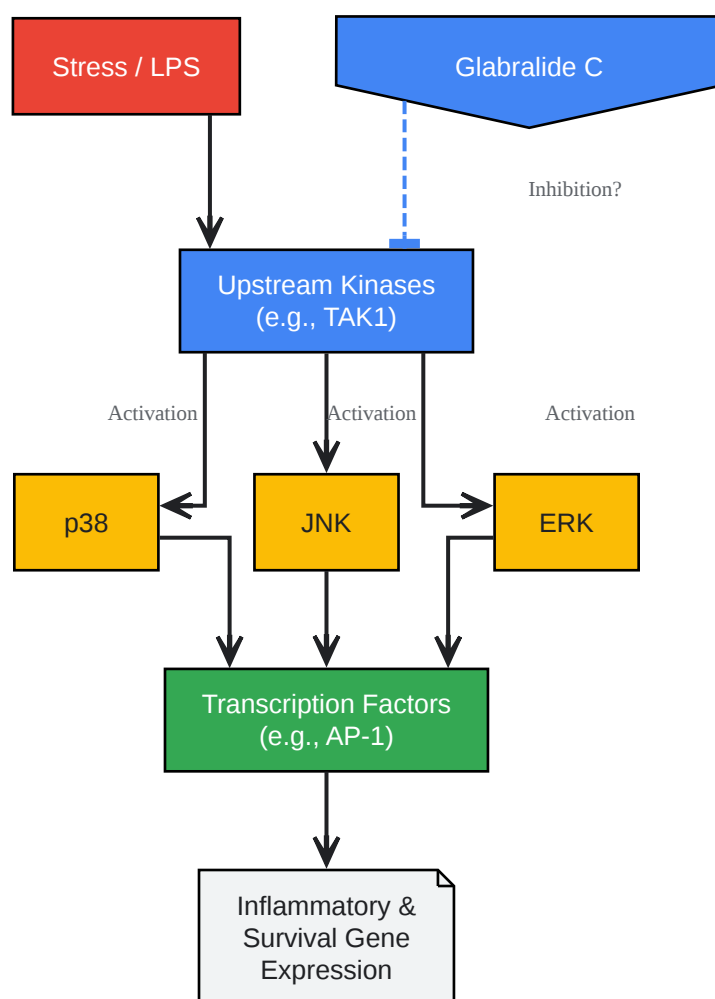 Stress / LPS
Glabralide C
Inhibition?
Upstream Kinases
(e.g., TAK1)
Activation
Activation
Activation
p38
JNK
ERK
Transcription Factors
(e.g., AP-1)
Inflammatory &
Survival Gene
Expression